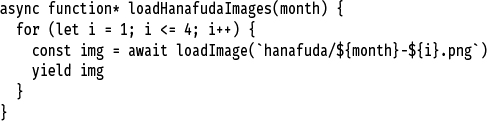 async function* loadHanafudaImages(month) {
  for (let i = 1; i <= 4; i++) {
    const img = await loadImage(`hanafuda/${month}-${i}.png`)
    yield img
  }
}